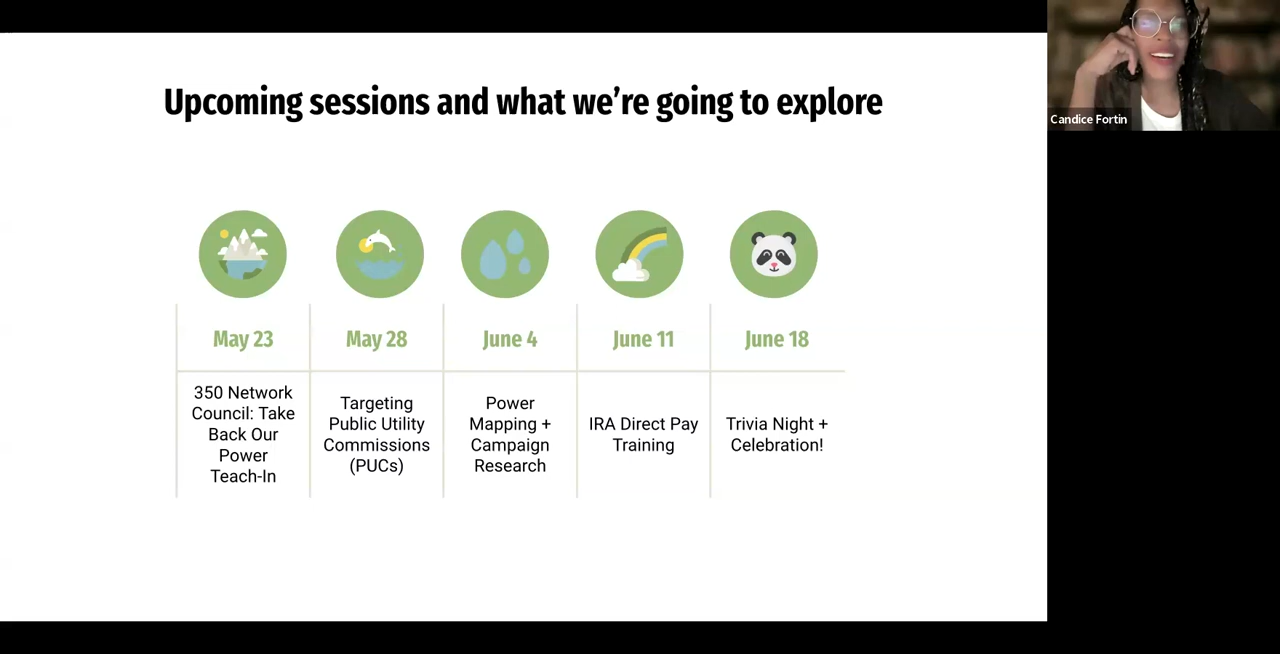 Upcoming sessions and what we're going to explore
Candice Fortin
May 23
May 28
June 4
June 11
June 18
350 Network
Council: Take
Back Our
Power
Teach-In
Targeting
Public Utility
Commissions
(PUCs)
Power
Mapping +
Campaign
Research
IRA Direct Pay
Training
Trivia Night +
Celebration!